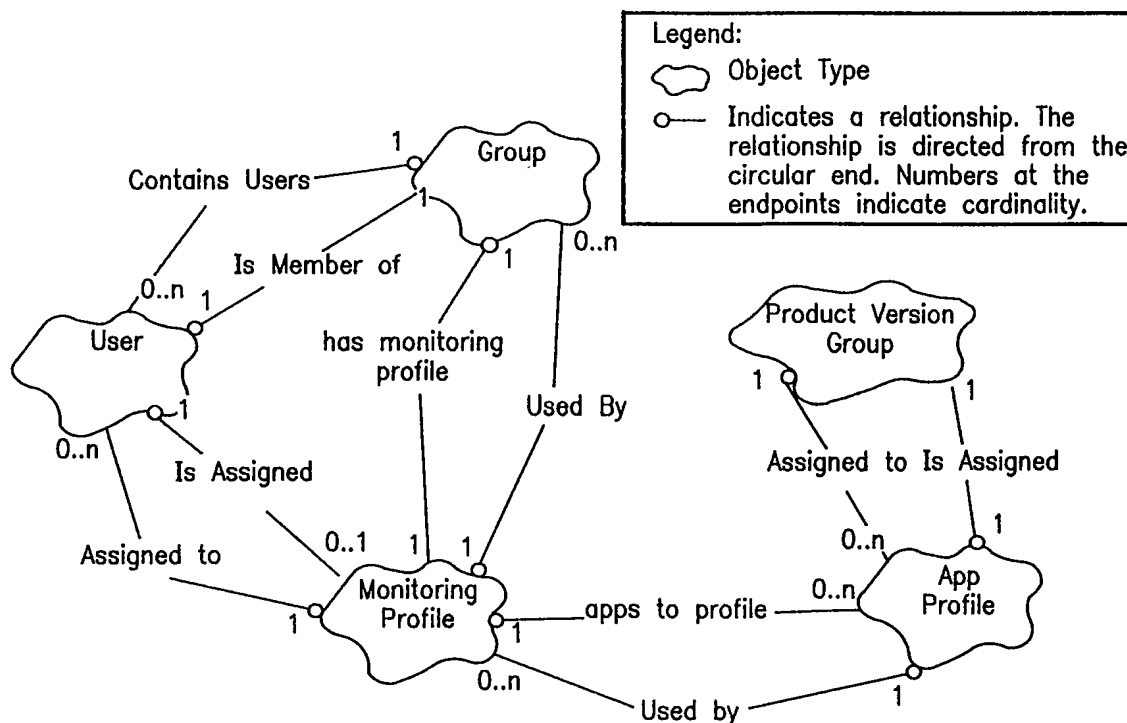 Legend:
Object Type
Indicates a relationship. The
relationship is directed from the
circular end. Numbers at the
endpoints indicate cardinality.
1
Group
Contains Users
1
0..n
Is Member of
1
0..n
1
User
has monitoring
profile
Product Version
Group
1
1
1
Used By
0..n
Is Assigned
Assigned to Is Assigned
0..1
1
1
0..n
1
Assigned to
Monitoring
Profile
App
Profile
0..n
1
apps to profile
1
0..n
1
Used by